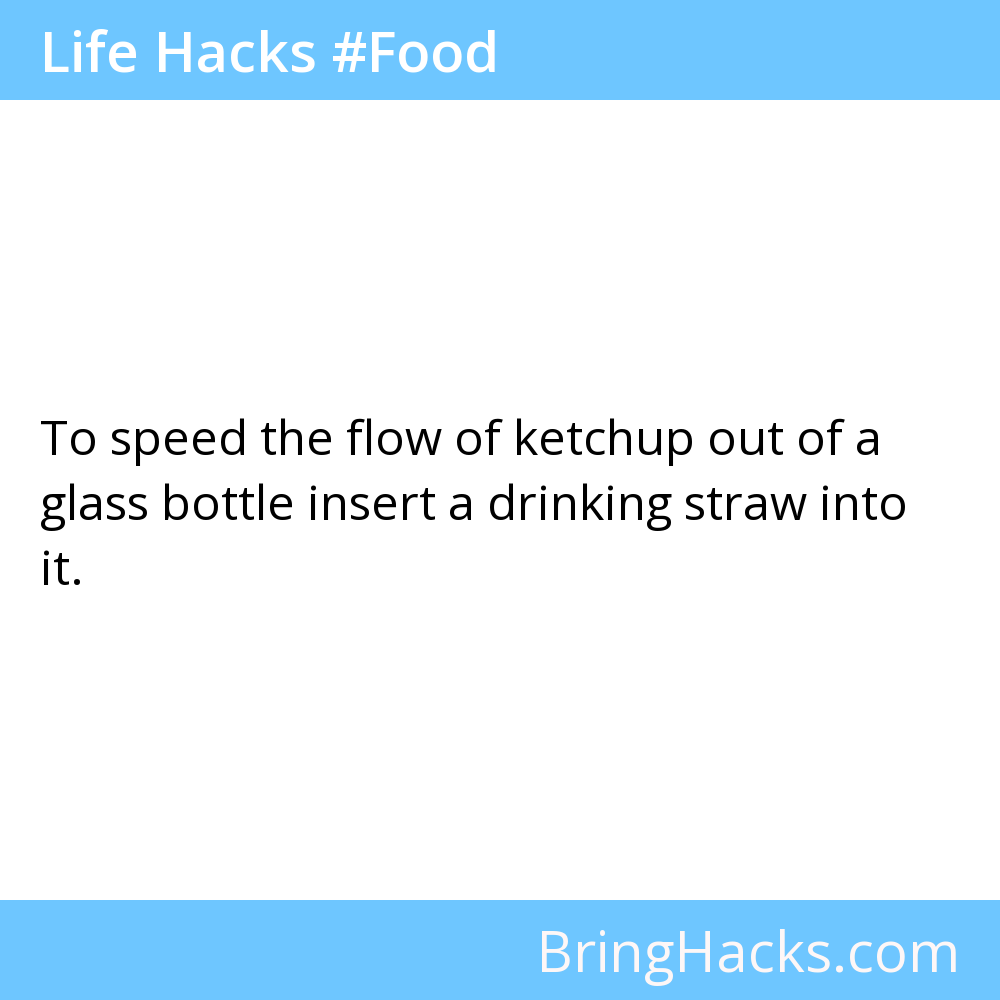 Life Hacks #Food
To speed the flow of ketchup out of a
glass bottle insert a drinking straw into
it.
BringHacks.com